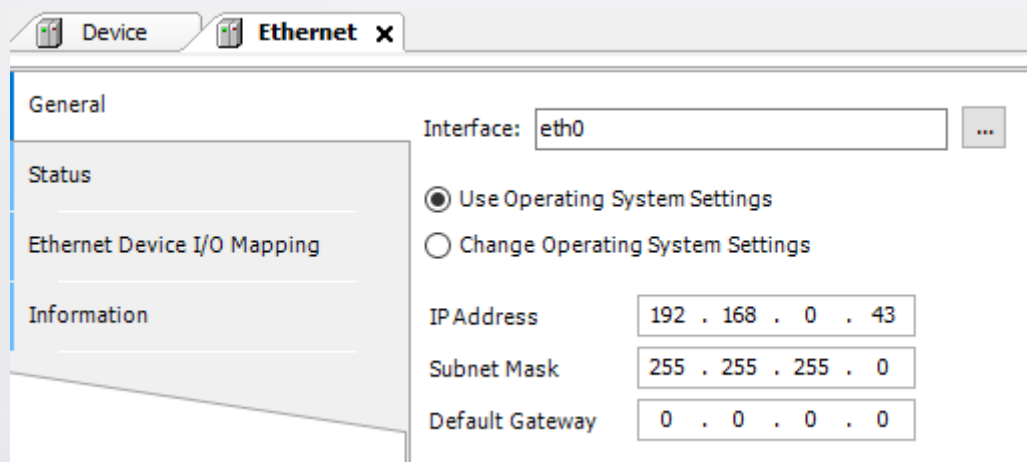 Device
Ethernet x
General
Status
Ethernet Device I/O Mapping
Information
Interface: eth0 ...
Use Operating System Settings
Change Operating System Settings
IP Address 192 . 168 . 0 . 43
Subnet Mask 255 . 255 . 255 . 0
Default Gateway 0 . 0 . 0 . 0